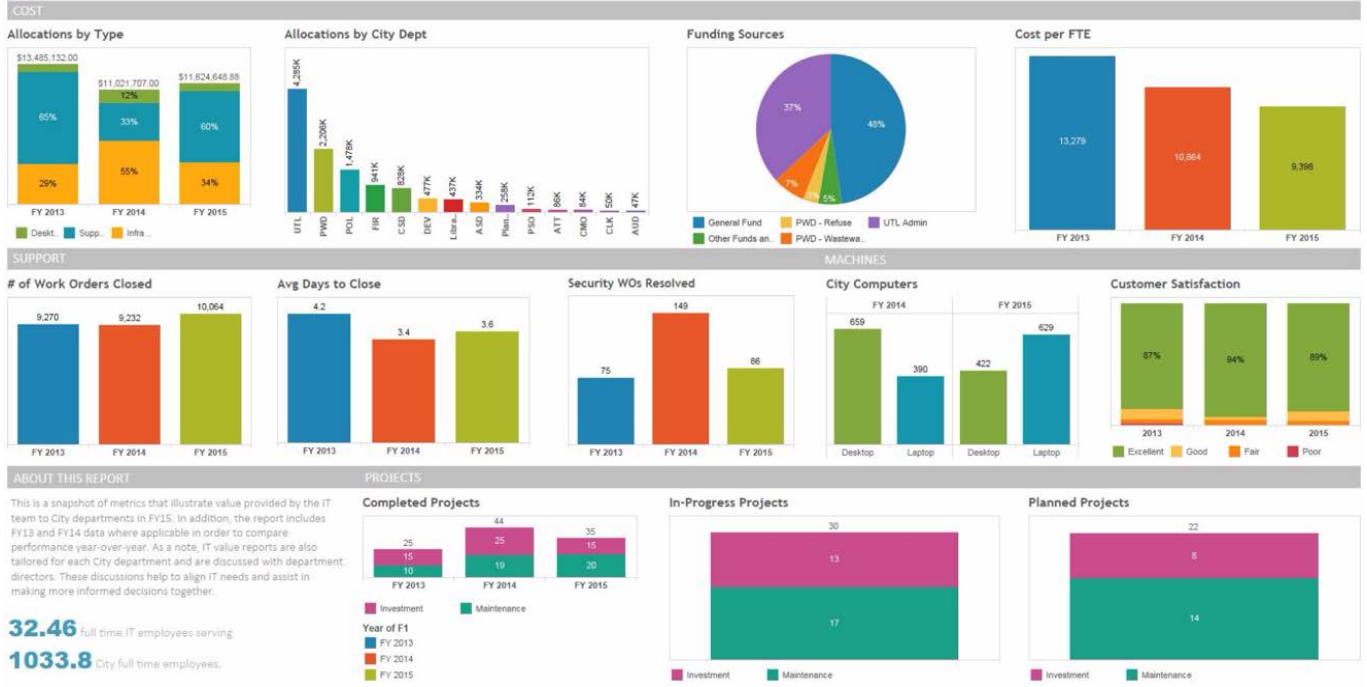 COST
Allocations by Type
$13,485,132.00
$11,021,707.00
$11,624,648.88
65%
29%
12%
33%
55%
60%
34%
FY 2013 FY 2014 FY 2015
Deskt.. Supp.. Infra ..
Allocations by City Dept
4,285K
2,206K
1,478K
941K
828K
477K
437K
334K
258K
112K
86K
84K
50K
47K
UTL
PWD
POL
FIR
CSD
DEV
Libra..
ASD
Plan..
PSO
ATT
CMO
CLK
AUD
Funding Sources
37%
48%
7%
5%
General Fund PWD - Refuse UTL Admin
Other Funds an.. PWD - Wastewa...
Cost per FTE
13,279
10,864
9,398
FY 2013 FY 2014 FY 2015
SUPPORT
# of Work Orders Closed
9,270
9,232
10,064
FY 2013 FY 2014 FY 2015
Avg Days to Close
4.2
3.4
3.6
FY 2013 FY 2014 FY 2015
Security WOs Resolved
75
149
86
FY 2013 FY 2014 FY 2015
MACHINES
City Computers
FY 2014 FY 2015
659
390
422
629
Desktop Laptop Desktop Laptop
Customer Satisfaction
87%
94%
89%
2013 2014 2015
Excellent Good Fair Poor
ABOUT THIS REPORT
This is a snapshot of metrics that illustrate value provided by the IT
team to City departments in FY15. In addition, the report includes
FY13 and FY14 data where applicable in order to compare
performance year-over-year. As a note, IT value reports are also
tailored for each City department and are discussed with department
directors. These discussions help to align IT needs and assist in
making more informed decisions together.
32.46 full time IT employees serving
1033.8 City full time employees.
PROJECTS
Completed Projects
25
15
10
44
25
19
35
15
20
FY 2013 FY 2014 FY 2015
Investment Maintenance
Year of F1
FY 2013
FY 2014
FY 2015
In-Progress Projects
30
13
17
Investment Maintenance
Planned Projects
22
8
14
Investment Maintenance